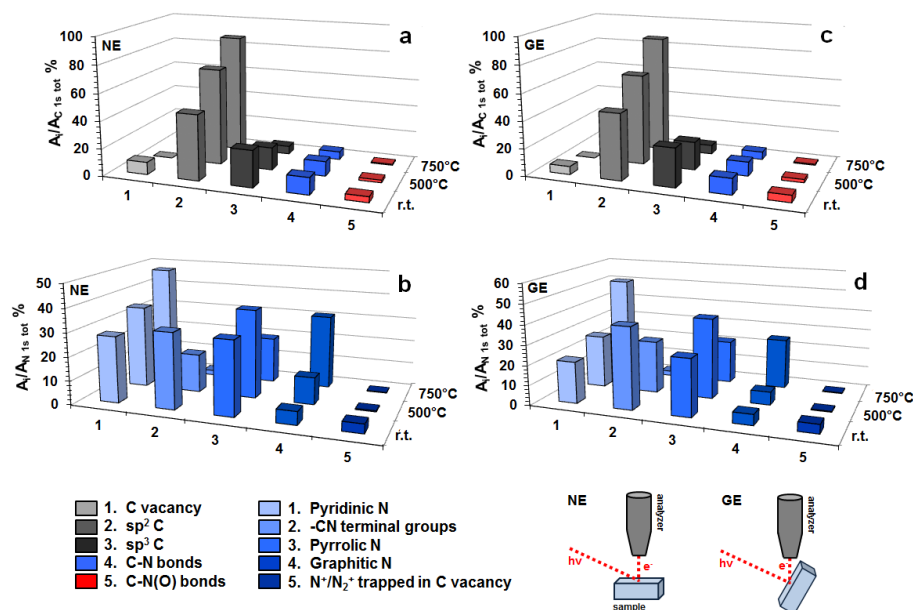 NE
a
A_i/A_C 1s tot %
100
80
60
40
20
0
1
2
3
4
5
r.t.
500°C
750°C
GE
c
A_i/A_C 1s tot %
100
80
60
40
20
0
1
2
3
4
5
r.t.
500°C
750°C
NE
b
A_i/A_N 1s tot %
50
40
30
20
10
0
1
2
3
4
5
r.t.
500°C
750°C
GE
d
A_i/A_N 1s tot %
60
50
40
30
20
10
0
1
2
3
4
5
r.t.
500°C
750°C
1. C vacancy
2. sp² C
3. sp³ C
4. C-N bonds
5. C-N(O) bonds
1. Pyridinic N
2. -CN terminal groups
3. Pyrrolic N
4. Graphitic N
5. N⁺/N₂⁺ trapped in C vacancy
NE
analyzer
hν
e⁻
sample
GE
analyzer
hν
e⁻